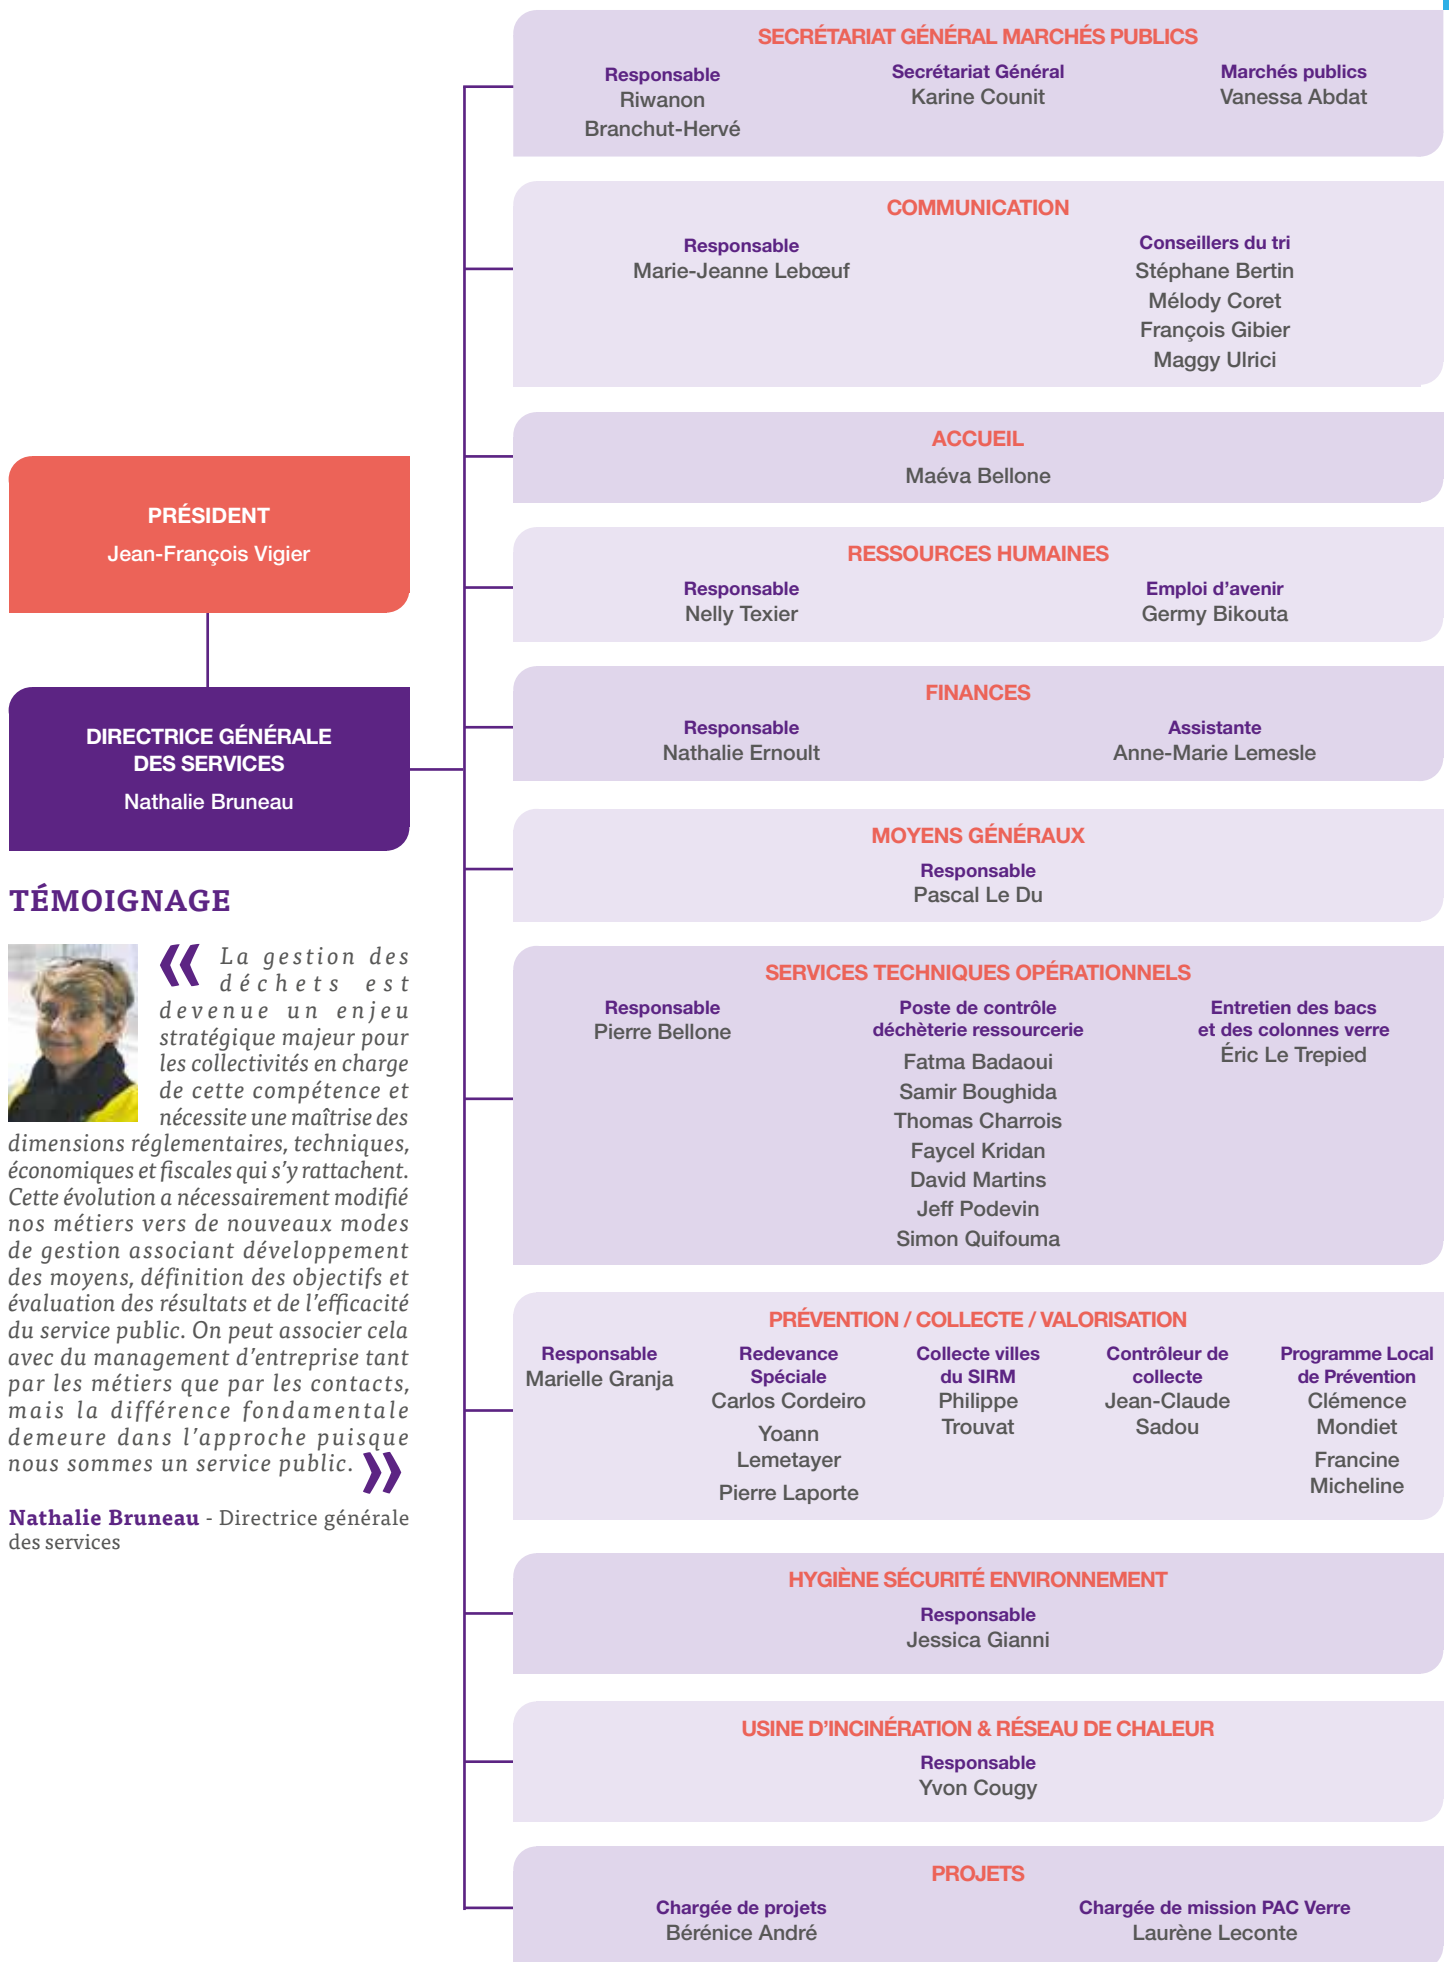 PRÉSIDENT
Jean-François Vigier
DIRECTRICE GÉNÉRALE
DES SERVICES
Nathalie Bruneau
TÉMOIGNAGE
« La gestion des
déchets est
devenue un enjeu
stratégique majeur pour
les collectivités en charge
de cette compétence et
nécessite une maîtrise des
dimensions réglementaires, techniques,
économiques et fiscales qui s'y rattachent.
Cette évolution a nécessairement modifié
nos métiers vers de nouveaux modes
de gestion associant développement
des moyens, définition des objectifs et
évaluation des résultats et de l'efficacité
du service public. On peut associer cela
avec du management d'entreprise tant
par les métiers que par les contacts,
mais la différence fondamentale
demeure dans l'approche puisque
nous sommes un service public. »
Nathalie Bruneau - Directrice générale
des services
SECRÉTARIAT GÉNÉRAL MARCHÉS PUBLICS
Responsable
Riwanon
Branchut-Hervé
Secrétariat Général
Karine Counit
Marchés publics
Vanessa Abdat
COMMUNICATION
Responsable
Marie-Jeanne Lebœuf
Conseillers du tri
Stéphane Bertin
Mélody Coret
François Gibier
Maggy Ulrici
ACCUEIL
Maéva Bellone
RESSOURCES HUMAINES
Responsable
Nelly Texier
Emploi d'avenir
Germy Bikouta
FINANCES
Responsable
Nathalie Ernoult
Assistante
Anne-Marie Lemesle
MOYENS GÉNÉRAUX
Responsable
Pascal Le Du
SERVICES TECHNIQUES OPÉRATIONNELS
Responsable
Pierre Bellone
Poste de contrôle
déchèterie ressourcerie
Fatma Badaoui
Samir Boughida
Thomas Charrois
Faycel Kridan
David Martins
Jeff Podevin
Simon Quifouma
Entretien des bacs
et des colonnes verre
Éric Le Trepied
PRÉVENTION / COLLECTE / VALORISATION
Responsable
Marielle Granja
Redevance
Spéciale
Carlos Cordeiro
Yoann
Lemetayer
Pierre Laporte
Collecte villes
du SIRM
Philippe
Trouvat
Contrôleur de
collecte
Jean-Claude
Sadou
Programme Local
de Prévention
Clémence
Mondiet
Francine
Micheline
HYGIÈNE SÉCURITÉ ENVIRONNEMENT
Responsable
Jessica Gianni
USINE D'INCINÉRATION & RÉSEAU DE CHALEUR
Responsable
Yvon Cougy
PROJETS
Chargée de projets
Bérénice André
Chargée de mission PAC Verre
Laurène Leconte